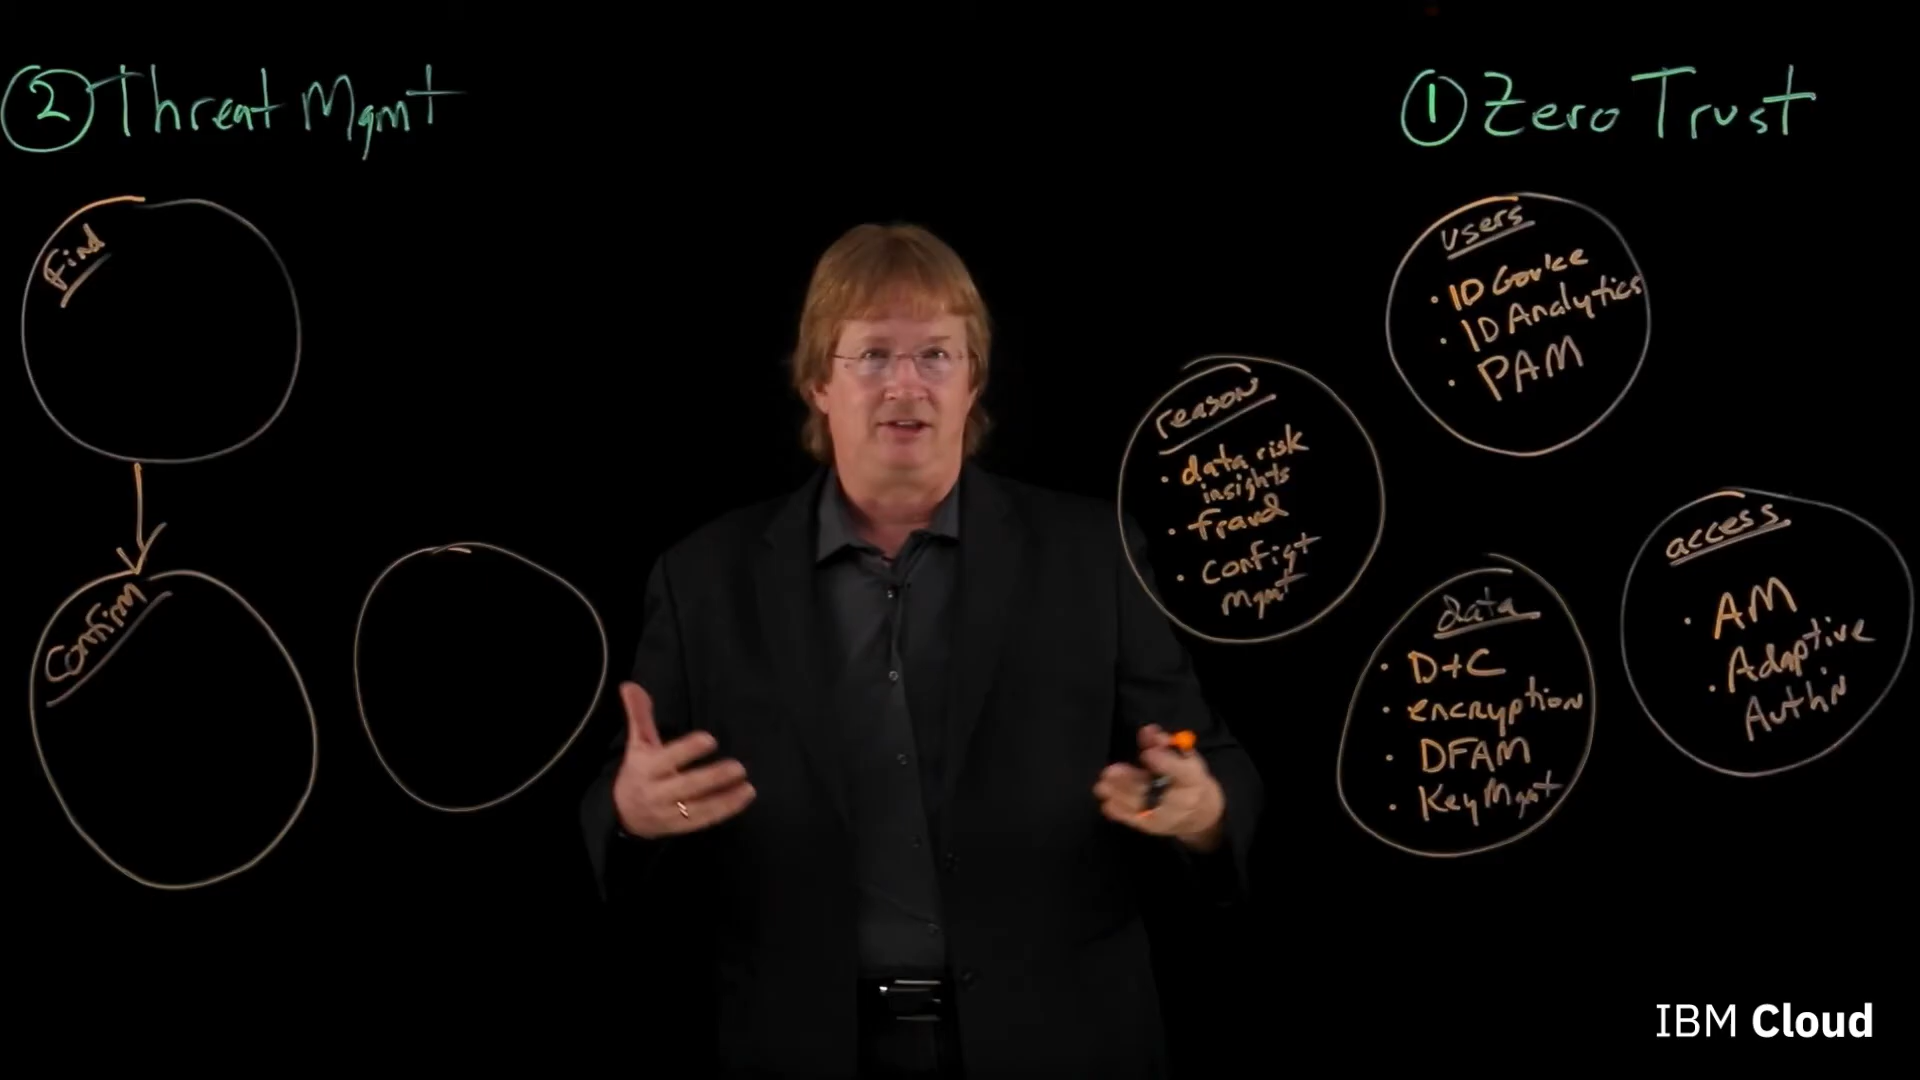 2 Threat Mgmt
Find
Confirm
1 Zero Trust
users
• ID Gov'ce
• ID Analytics
• PAM
reason
• data risk
insights
• fraud
• config+
Mgmt
data
• D+C
• encryption
• DFAM
• Key Mgmt
access
• AM
• Adaptive
AuthN
IBM Cloud